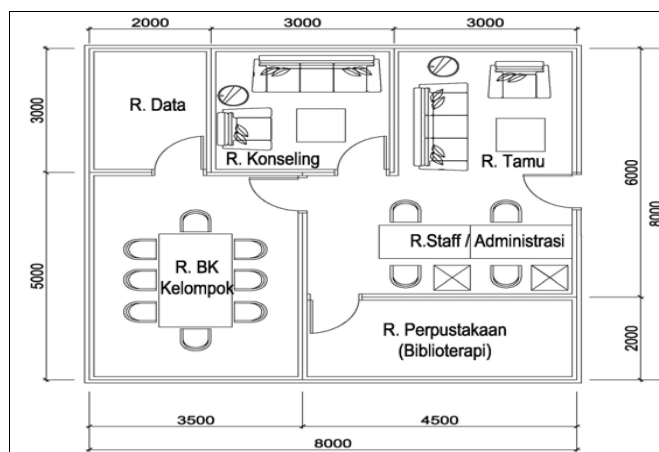 2000
3000
3000
3000
R. Data
R. Konseling
R. Tamu
6000
8000
5000
R.Staff / Administrasi
R. BK
Kelompok
R. Perpustakaan
(Biblioterapi)
2000
3500
4500
8000